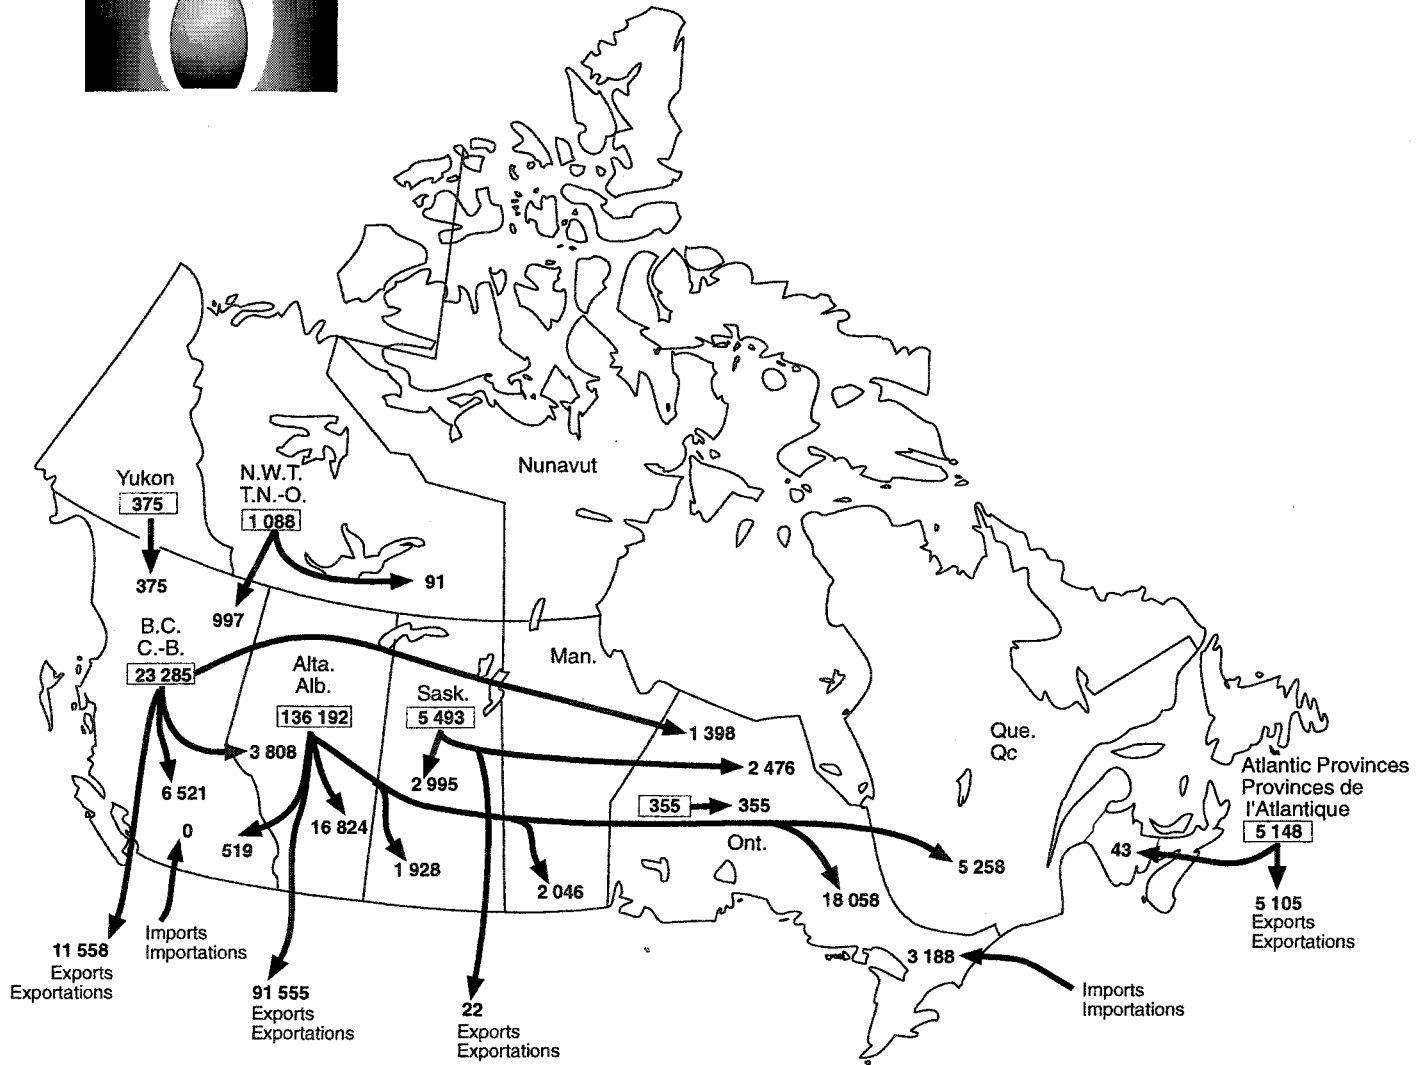 Nunavut
Yukon
375
375
N.W.T.
T.N.-O.
1 088
91
997
B.C.
C.-B.
23 285
3 808
6 521
0
11 558
Exports
Exportations
Imports
Importations
Alta.
Alb.
136 192
16 824
519
1 928
91 555
Exports
Exportations
Sask.
5 493
2 995
22
Exports
Exportations
Man.
2 046
1 398
2 476
355
355
Ont.
18 058
3 188
Imports
Importations
Que.
Qc
5 258
Atlantic Provinces
Provinces de
l'Atlantique
5 148
43
5 105
Exports
Exportations